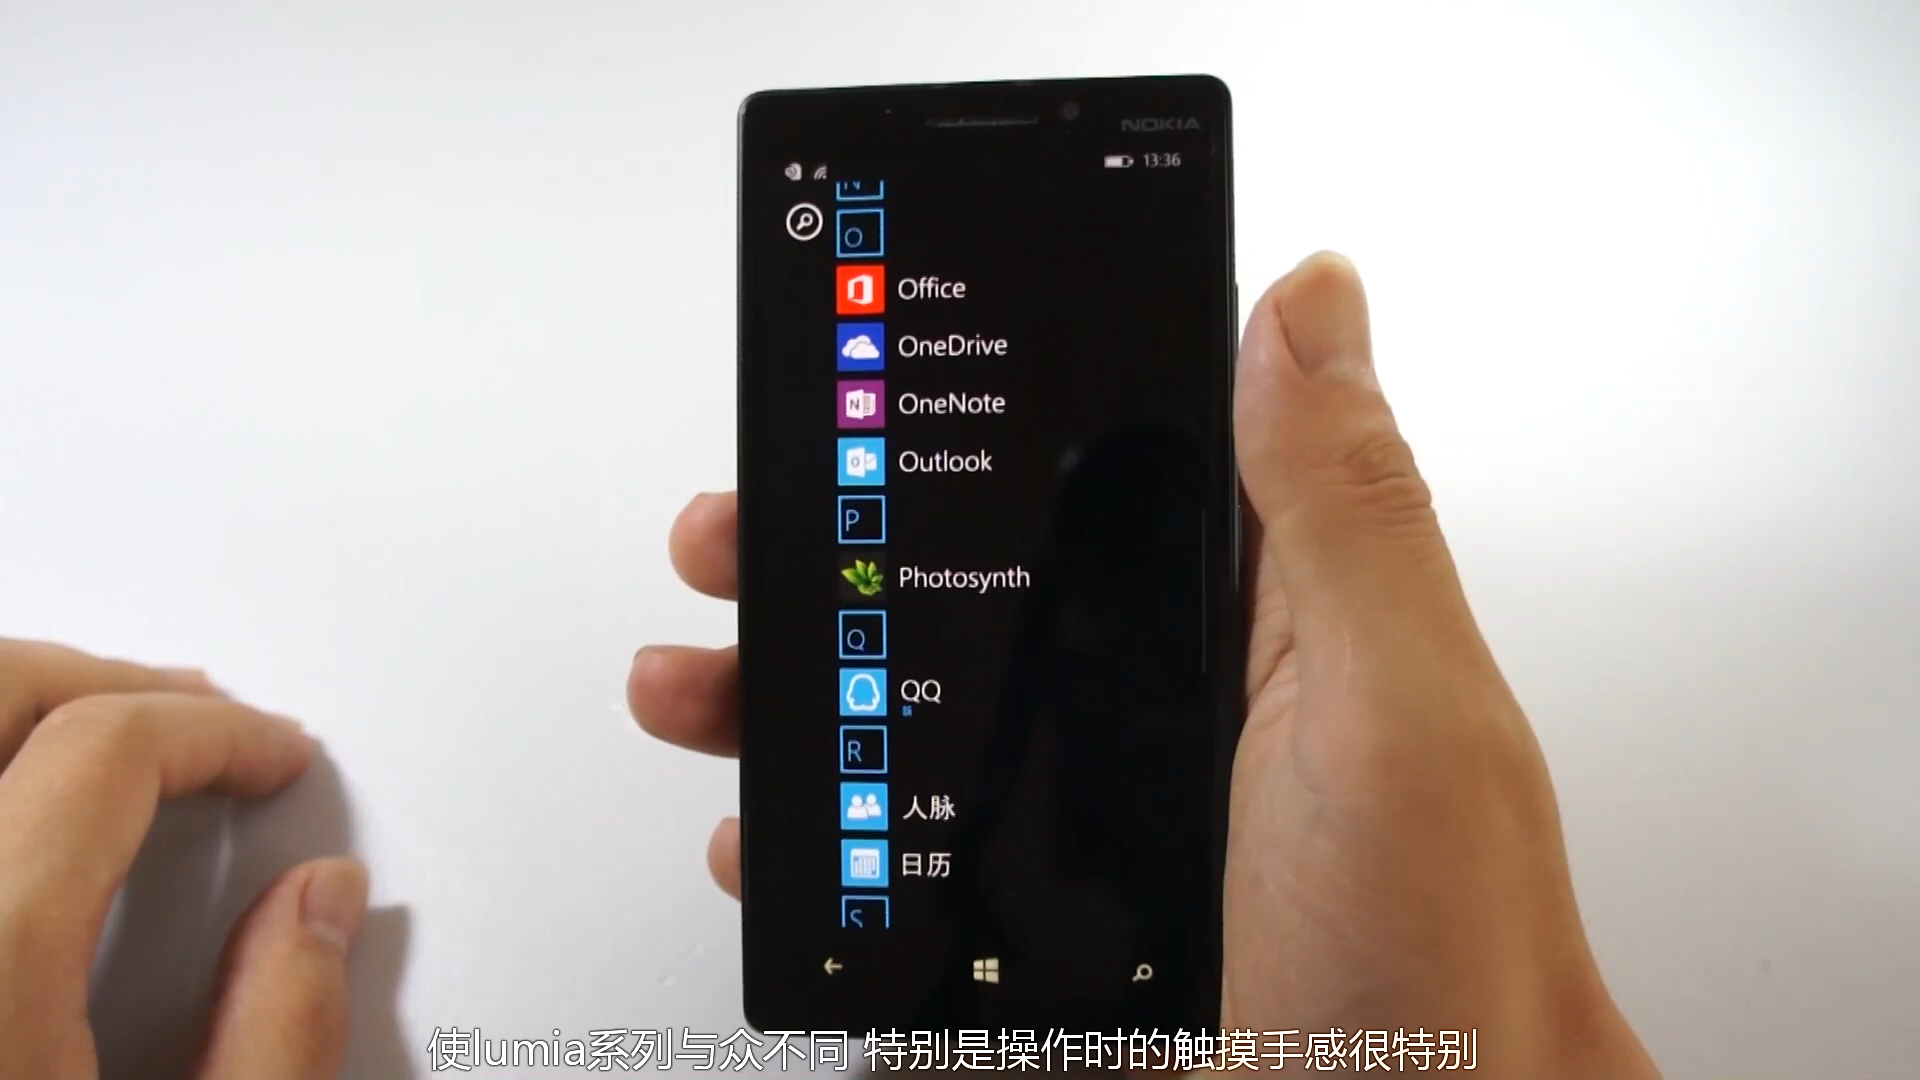 NOKIA
13:36
N
O
Office
OneDrive
OneNote
Outlook
P
Photosynth
Q
QQ
新
R
人脉
日历
S
使lumia系列与众不同 特别是操作时的触摸手感很特别